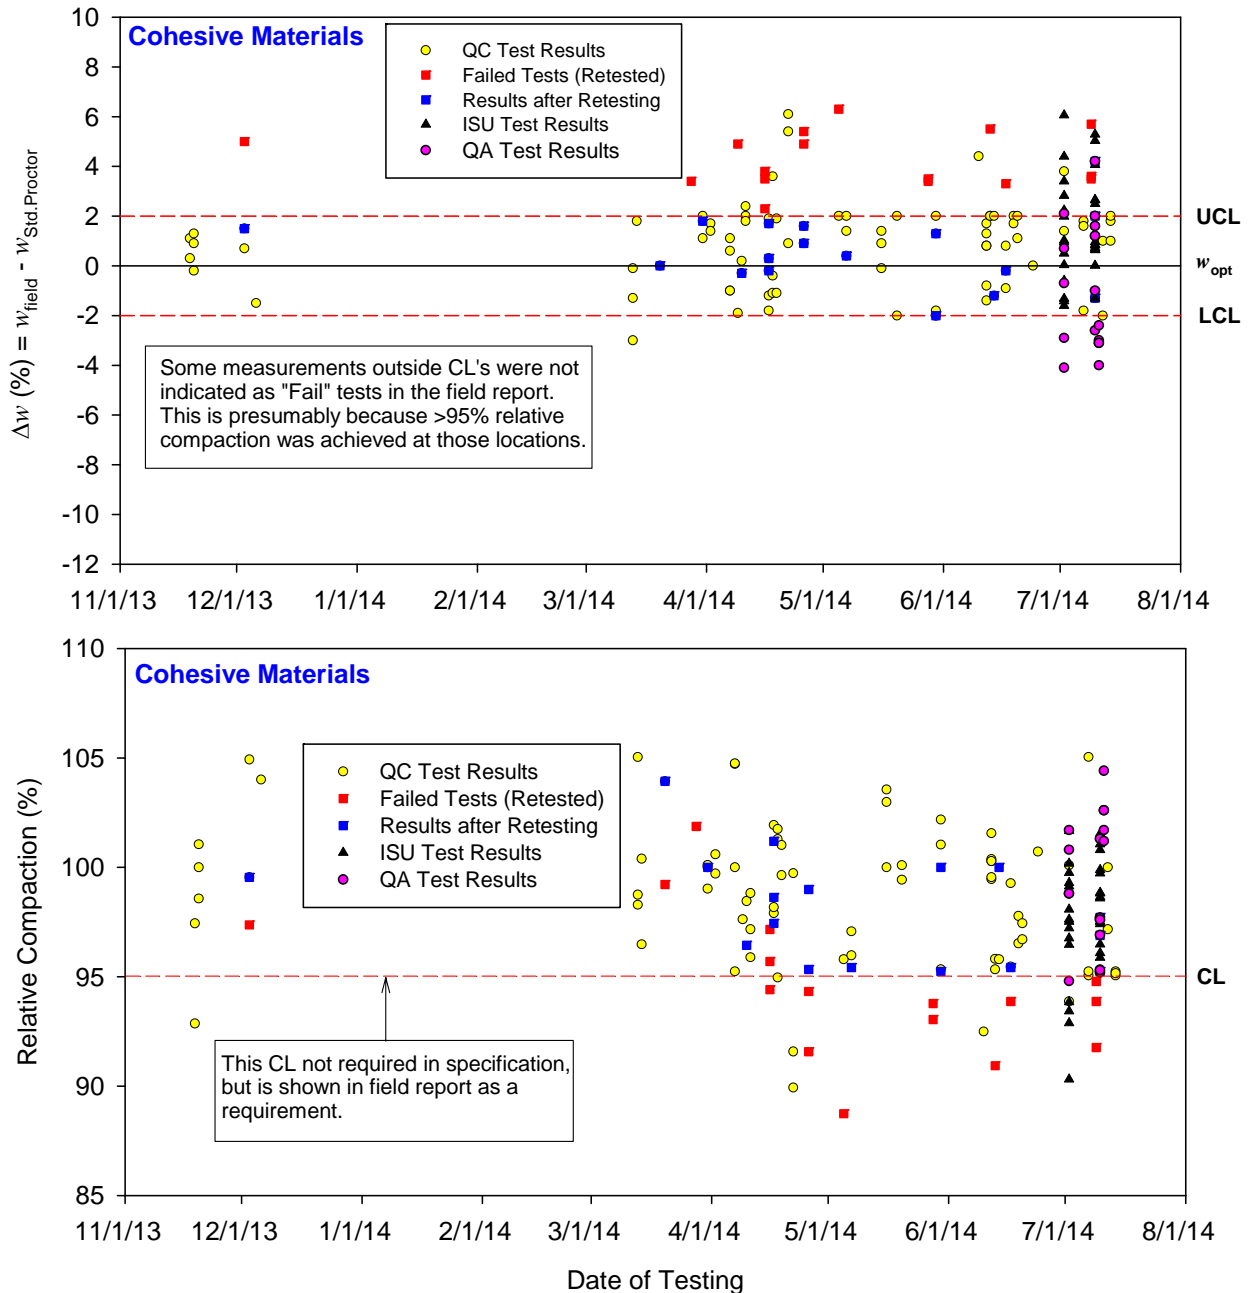 Cohesive Materials
QC Test Results
Failed Tests (Retested)
Results after Retesting
ISU Test Results
QA Test Results
Δw (%) = wfield - wStd.Proctor
10
8
6
4
2
0
-2
-4
-6
-8
-10
-12
UCL
wopt
LCL
Some measurements outside CL's were not
indicated as "Fail" tests in the field report.
This is presumably because >95% relative
compaction was achieved at those locations.
11/1/13 12/1/13 1/1/14 2/1/14 3/1/14 4/1/14 5/1/14 6/1/14 7/1/14 8/1/14
Cohesive Materials
QC Test Results
Failed Tests (Retested)
Results after Retesting
ISU Test Results
QA Test Results
Relative Compaction (%)
110
105
100
95
90
85
CL
This CL not required in specification,
but is shown in field report as a
requirement.
11/1/13 12/1/13 1/1/14 2/1/14 3/1/14 4/1/14 5/1/14 6/1/14 7/1/14 8/1/14
Date of Testing